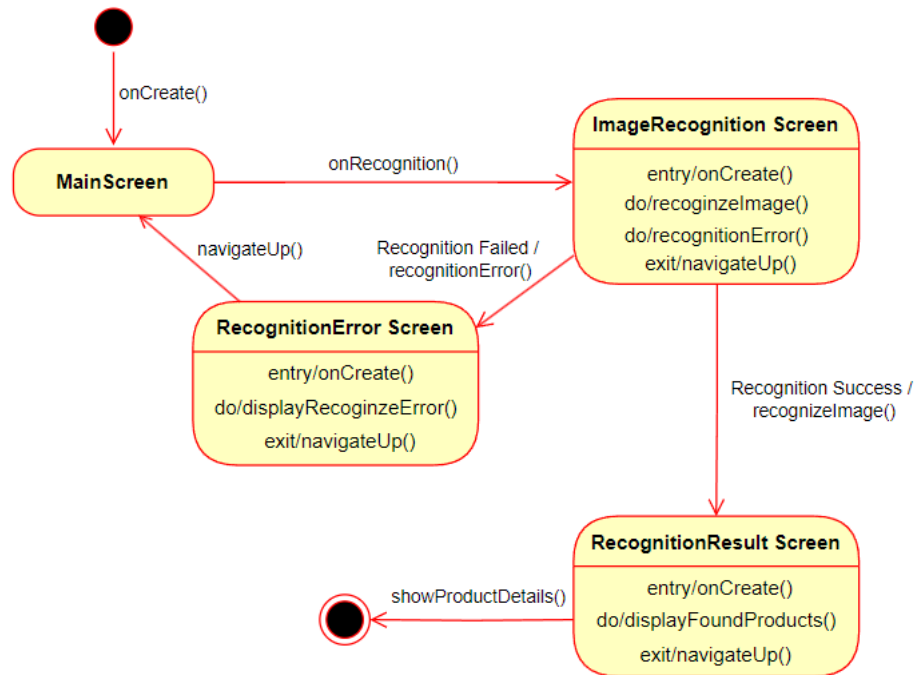 onCreate()
MainScreen
onRecognition()
ImageRecognition Screen
entry/onCreate()
do/recoginzeImage()
do/recognitionError()
exit/navigateUp()
navigateUp()
Recognition Failed /
recognitionError()
RecognitionError Screen
entry/onCreate()
do/displayRecoginzeError()
exit/navigateUp()
Recognition Success /
recognizeImage()
RecognitionResult Screen
entry/onCreate()
do/displayFoundProducts()
exit/navigateUp()
showProductDetails()